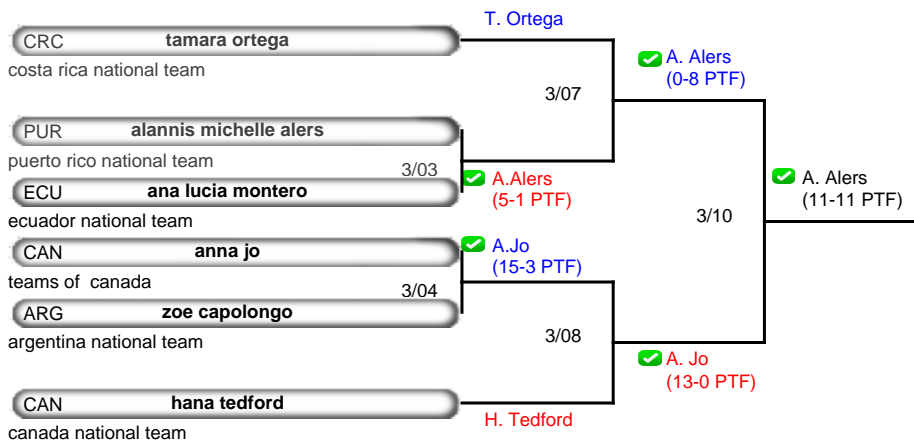 T. Ortega
CRC tamara ortega
costa rica national team
A. Alers
(0-8 PTF)
3/07
PUR alannis michelle alers
puerto rico national team
3/03
ECU ana lucia montero
ecuador national team
A.Alers
(5-1 PTF)
A. Alers
(11-11 PTF)
3/10
CAN anna jo
teams of  canada
A.Jo
(15-3 PTF)
3/04
ARG zoe capolongo
argentina national team
3/08
A. Jo
(13-0 PTF)
CAN hana tedford
canada national team
H. Tedford